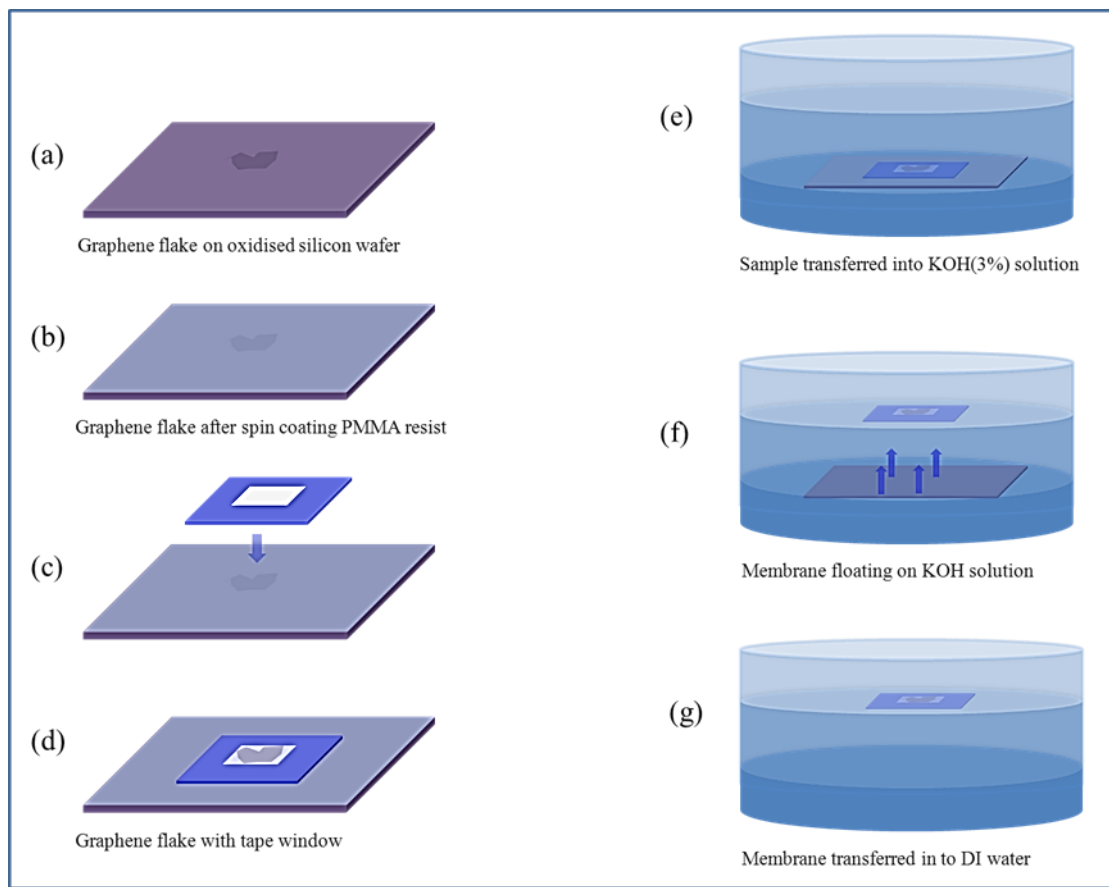 (a)
Graphene flake on oxidised silicon wafer
(b)
Graphene flake after spin coating PMMA resist
(c)
(d)
Graphene flake with tape window
(e)
Sample transferred into KOH(3%) solution
(f)
Membrane floating on KOH solution
(g)
Membrane transferred in to DI water